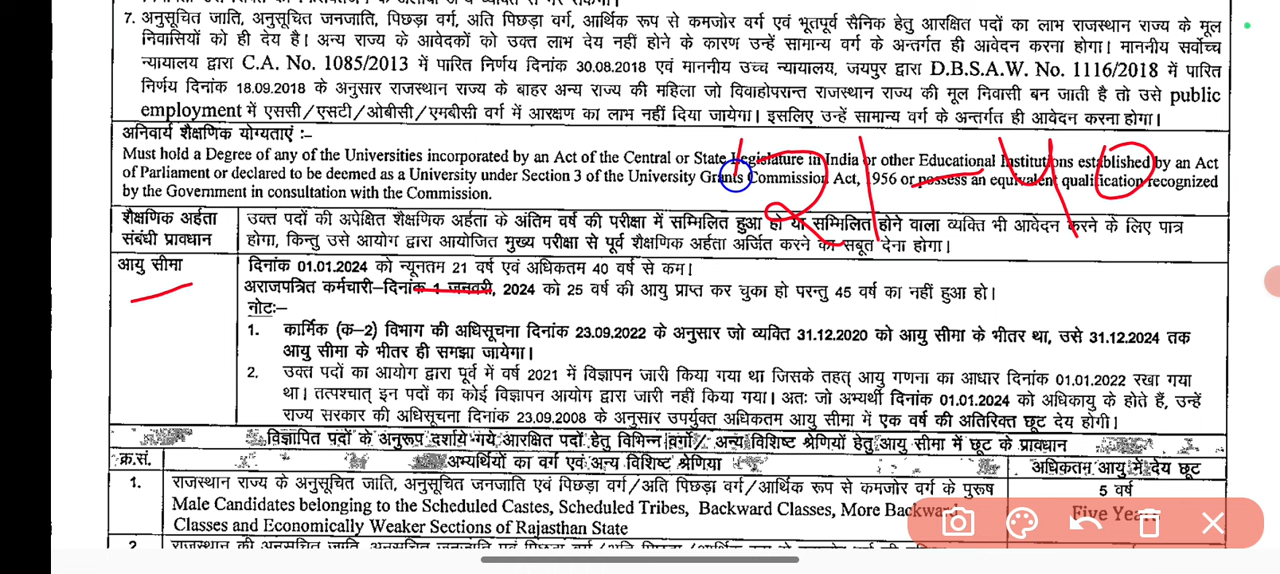 7. अनुसूचित जाति, अनुसूचित जनजाति, पिछड़ा वर्ग, अति पिछड़ा वर्ग, आर्थिक रूप से कमजोर वर्ग एवं भूतपूर्व सैनिक हेतु आरक्षित पदों का लाभ राजस्थान राज्य के मूल
निवासियों को ही देय है। अन्य राज्य के आवेदकों को उक्त लाभ देय नहीं होने के कारण उन्हें सामान्य वर्ग के अन्तर्गत ही आवेदन करना होगा। माननीय सर्वोच्च
न्यायालय द्वारा C.A. No. 1085/2013 में पारित निर्णय दिनांक 30.08.2018 एवं माननीय उच्च न्यायालय, जयपुर द्वारा D.B.S.A.W. No. 1116/2018 में पारित
निर्णय दिनांक 18.09.2018 के अनुसार राजस्थान राज्य के बाहर अन्य राज्य की महिला जो विवाहोपरान्त राजस्थान राज्य की मूल निवासी बन जाती है तो उसे public
employment में एससी/एसटी/ओबीसी/एमबीसी वर्ग में आरक्षण का लाभ नहीं दिया जायेगा। इसलिए उन्हें सामान्य वर्ग के अन्तर्गत ही आवेदन करना होगा।
अनिवार्य शैक्षणिक योग्यताएं :-
Must hold a Degree of any of the Universities incorporated by an Act of the Central or State Legislature in India or other Educational Institutions established by an Act
of Parliament or declared to be deemed as a University under Section 3 of the University Grants Commission Act, 1956 or possess an equivalent qualification recognized
by the Government in consultation with the Commission.
21 - 40
शैक्षणिक अर्हता संबंधी प्रावधान
उक्त पदों की अपेक्षित शैक्षणिक अर्हता के अंतिम वर्ष की परीक्षा में सम्मिलित हुआ हो या सम्मिलित होने वाला व्यक्ति भी आवेदन करने के लिए पात्र
होगा, किन्तु उसे आयोग द्वारा आयोजित मुख्य परीक्षा से पूर्व शैक्षणिक अर्हता अर्जित करने का सबूत देना होगा।
आयु सीमा
दिनांक 01.01.2024 को न्यूनतम 21 वर्ष एवं अधिकतम 40 वर्ष से कम।
अराजपत्रित कर्मचारी-दिनांक 1 जनवरी, 2024 को 25 वर्ष की आयु प्राप्त कर चुका हो परन्तु 45 वर्ष का नहीं हुआ हो।
नोटः-
1. कार्मिक (क-2) विभाग की अधिसूचना दिनांक 23.09.2022 के अनुसार जो व्यक्ति 31.12.2020 को आयु सीमा के भीतर था, उसे 31.12.2024 तक
आयु सीमा के भीतर ही समझा जायेगा।
2. उक्त पदों का आयोग द्वारा पूर्व में वर्ष 2021 में विज्ञापन जारी किया गया था जिसके तहत् आयु गणना का आधार दिनांक 01.01.2022 रखा गया
था। तत्पश्चात् इन पदों का कोई विज्ञापन आयोग द्वारा जारी नहीं किया गया। अतः जो अभ्यर्थी दिनांक 01.01.2024 को अधिकायु के होते हैं, उन्हें
राज्य सरकार की अधिसूचना दिनांक 23.09.2008 के अनुसार उपर्युक्त अधिकतम आयु सीमा में एक वर्ष की अतिरिक्त छूट देय होगी।
विज्ञापित पदों के अनुरूप दर्शाये गये आरक्षित पदों हेतु विभिन्न वर्गो/ अन्य विशिष्ट श्रेणियों हेतु आयु सीमा में छूट के प्रावधान
क्र.सं. अभ्यर्थियों का वर्ग एवं अन्य विशिष्ट श्रेणिया अधिकतम आयु में देय छूट
1. राजस्थान राज्य के अनुसूचित जाति, अनुसूचित जनजाति एवं पिछड़ा वर्ग/अति पिछड़ा वर्ग/आर्थिक रूप से कमजोर वर्ग के पुरूष 5 वर्ष
Male Candidates belonging to the Scheduled Castes, Scheduled Tribes, Backward Classes, More Backward Five Years
Classes and Economically Weaker Sections of Rajasthan State